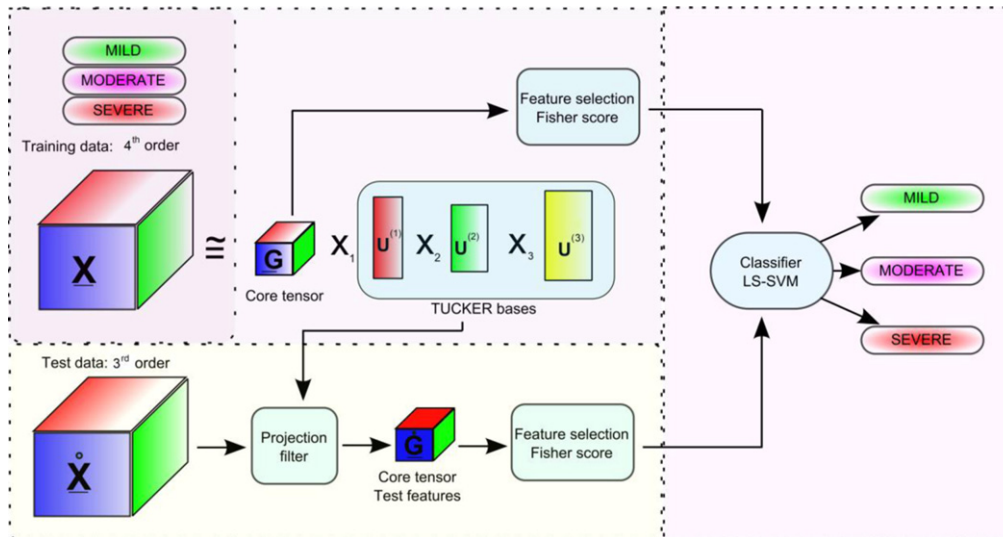 MILD
MODERATE
SEVERE
Training data: 4th order
X
≅
G
Core tensor
X1
U(1)
X2
U(2)
X3
U(3)
TUCKER bases
Feature selection
Fisher score
Classifier
LS-SVM
MILD
MODERATE
SEVERE
Test data: 3rd order
X̊
Projection
filter
G̊
Core tensor
Test features
Feature selection
Fisher score